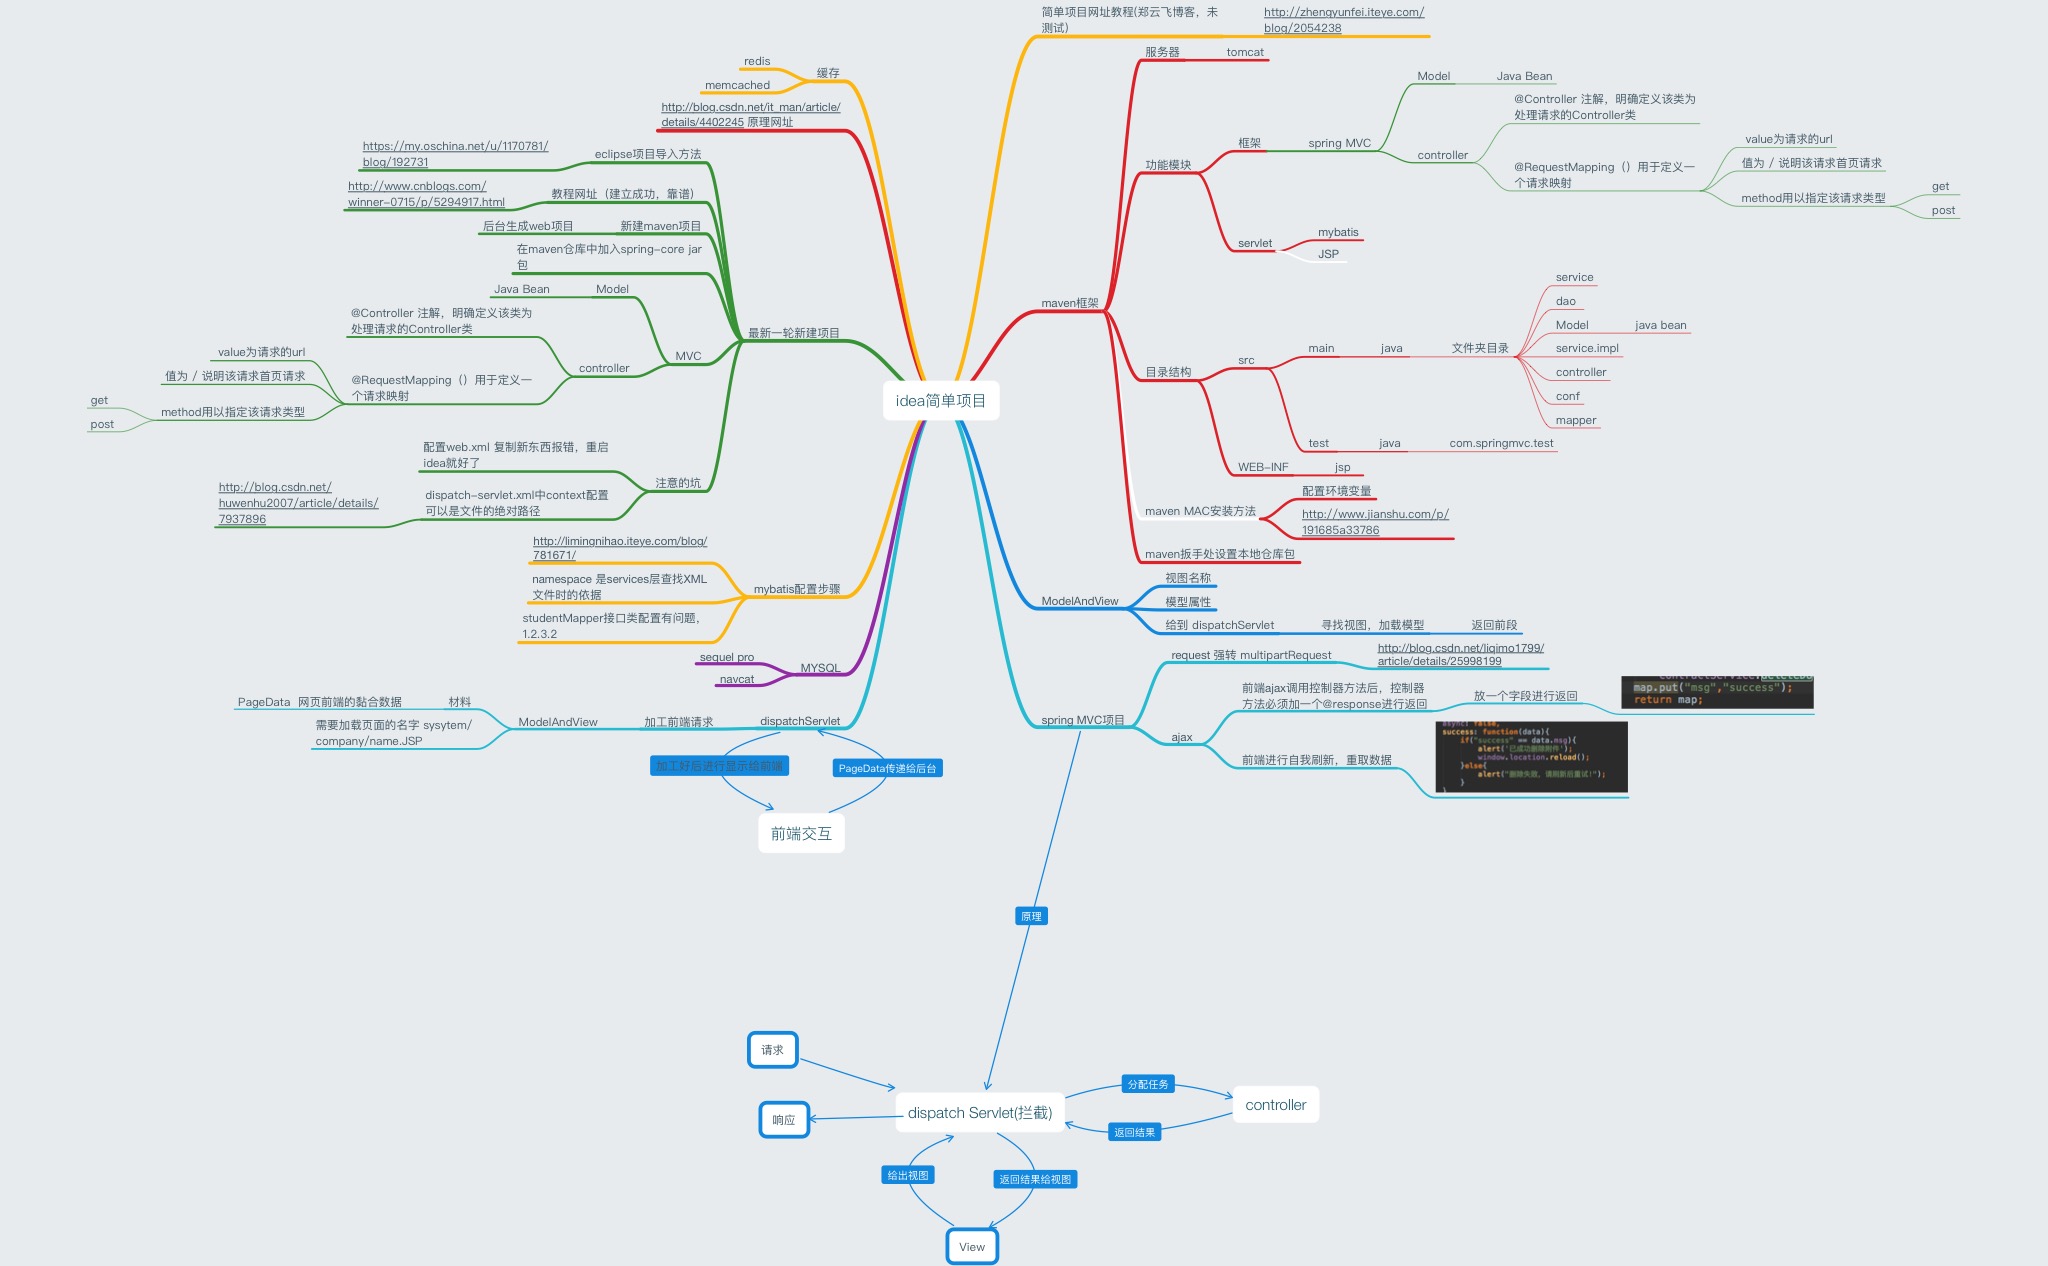 简单项目网址教程(郑云飞博客，未
测试)
http://zhengyunfei.iteye.com/
blog/2054238
服务器
tomcat
功能模块
框架
spring MVC
Model
Java Bean
controller
@Controller 注解，明确定义该类为
处理请求的Controller类
@RequestMapping（）用于定义一
个请求映射
value为请求的url
值为 / 说明该请求首页请求
method用以指定该请求类型
get
post
servlet
mybatis
JSP
maven框架
目录结构
src
main
java
文件夹目录
service
dao
Model
java bean
service.impl
controller
conf
mapper
test
java
com.springmvc.test
WEB-INF
jsp
maven MAC安装方法
配置环境变量
http://www.jianshu.com/p/
191685a33786
maven扳手处设置本地仓库包
ModelAndView
视图名称
模型属性
给到 dispatchServlet
寻找视图，加载模型
返回前段
spring MVC项目
request 强转 multipartRequest
http://blog.csdn.net/liqimo1799/
article/details/25998199
ajax
前端ajax调用控制器方法后，控制器
方法必须加一个@response进行返回
放一个字段进行返回
map.put("msg","success");
return map;
前端进行自我刷新，重取数据
async: false,
success: function(data){
if("success" == data.msg){
alert('已成功删除附件');
window.location.reload();
}else{
alert("删除失败，请刷新后重试!");
}
}
idea简单项目
缓存
redis
memcached
http://blog.csdn.net/it_man/article/
details/4402245 原理网址
最新一轮新建项目
eclipse项目导入方法
https://my.oschina.net/u/1170781/
blog/192731
教程网址（建立成功，靠谱）
http://www.cnblogs.com/
winner-0715/p/5294917.html
新建maven项目
后台生成web项目
在maven仓库中加入spring-core jar
包
MVC
Model
Java Bean
controller
@Controller 注解，明确定义该类为
处理请求的Controller类
@RequestMapping（）用于定义一
个请求映射
value为请求的url
值为 / 说明该请求首页请求
method用以指定该请求类型
get
post
注意的坑
配置web.xml 复制新东西报错，重启
idea就好了
dispatch-servlet.xml中context配置
可以是文件的绝对路径
http://blog.csdn.net/
huwenhu2007/article/details/
7937896
mybatis配置步骤
http://limingnihao.iteye.com/blog/
781671/
namespace 是services层查找XML
文件时的依据
studentMapper接口类配置有问题，
1.2.3.2
MYSQL
sequel pro
navcat
dispatchServlet
加工前端请求
ModelAndView
材料
PageData 网页前端的黏合数据
需要加载页面的名字 sysytem/
company/name.JSP
加工好后进行显示给前端
PageData传递给后台
前端交互
原理
请求
响应
dispatch Servlet(拦截)
分配任务
返回结果
controller
给出视图
返回结果给视图
View